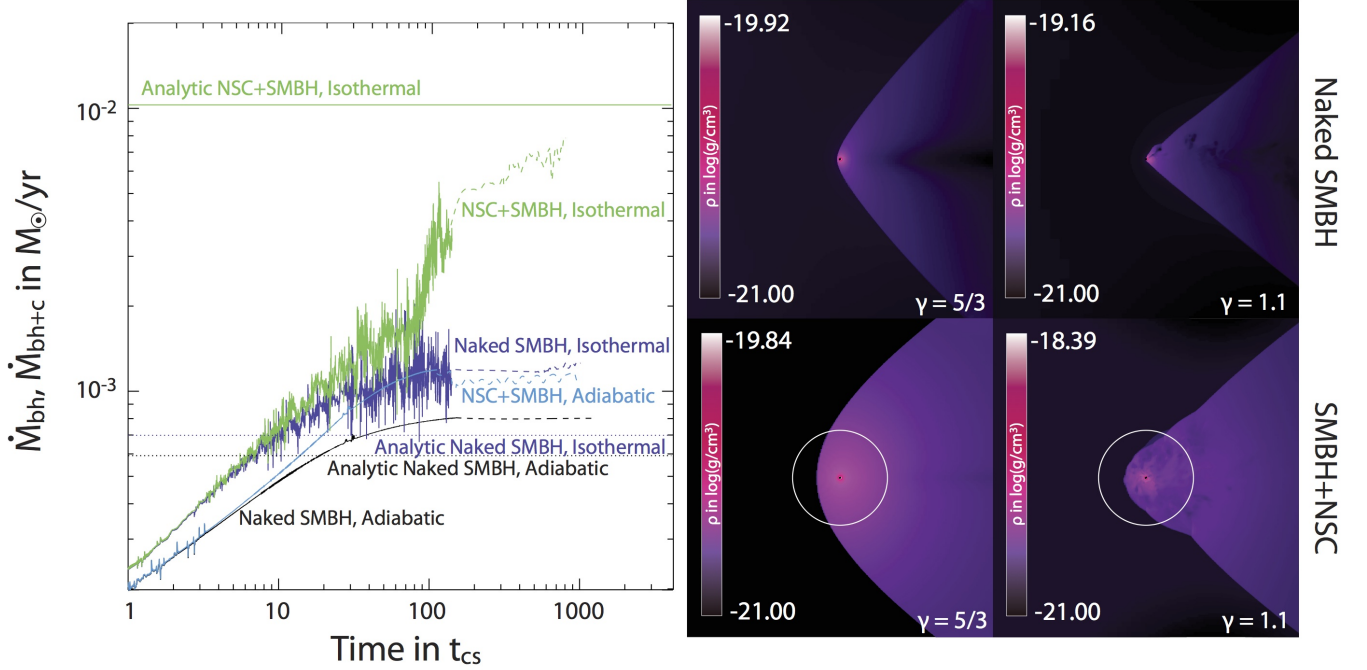 Ṁbh, Ṁbh+c in M☉/yr
10-2
10-3
Analytic NSC+SMBH, Isothermal
NSC+SMBH, Isothermal
Naked SMBH, Isothermal
NSC+SMBH, Adiabatic
Analytic Naked SMBH, Isothermal
Analytic Naked SMBH, Adiabatic
Naked SMBH, Adiabatic
1 10 100 1000
Time in tcs
-19.92
ρ in log(g/cm³)
-21.00
γ = 5/3
-19.16
ρ in log(g/cm³)
-21.00
γ = 1.1
Naked SMBH
-19.84
ρ in log(g/cm³)
-21.00
γ = 5/3
-18.39
ρ in log(g/cm³)
-21.00
γ = 1.1
SMBH+NSC